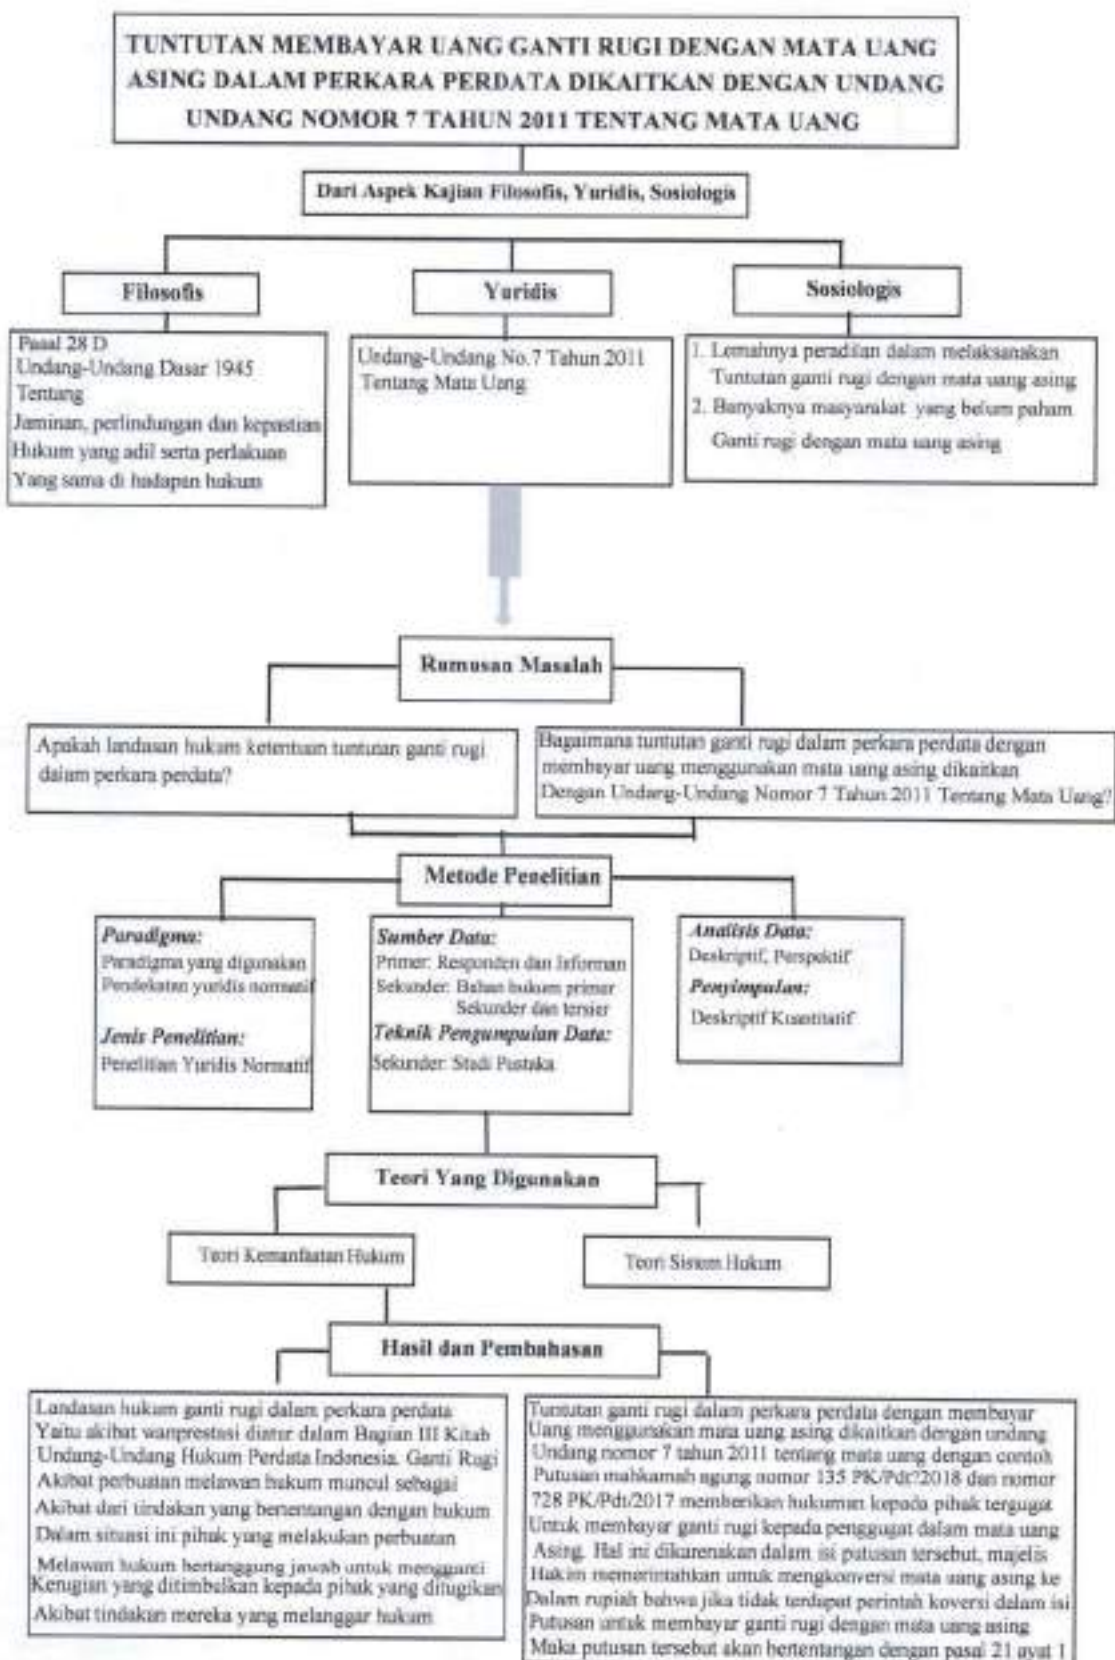 TUNTUTAN MEMBAYAR UANG GANTI RUGI DENGAN MATA UANG
ASING DALAM PERKARA PERDATA DIKAITKAN DENGAN UNDANG
UNDANG NOMOR 7 TAHUN 2011 TENTANG MATA UANG
Dari Aspek Kajian Filosofis, Yuridis, Sosiologis
Filosofis
Yuridis
Sosiologis
Pasal 28 D
Undang-Undang Dasar 1945
Tentang
Jaminan, perlindungan dan kepastian
Hukum yang adil serta perlakuan
Yang sama di hadapan hukum
Undang-Undang No.7 Tahun 2011
Tentang Mata Uang
1. Lemahnya peradilan dalam melaksanakan
Tuntutan ganti rugi dengan mata uang asing
2. Banyaknya masyarakat yang belum paham
Ganti rugi dengan mata uang asing
Rumusan Masalah
Apakah landasan hukum ketentuan tuntutan ganti rugi
dalam perkara perdata?
Bagaimana tuntutan ganti rugi dalam perkara perdata dengan
membayar uang menggunakan mata uang asing dikaitkan
Dengan Undang-Undang Nomor 7 Tahun 2011 Tentang Mata Uang?
Metode Penelitian
Paradigma:
Paradigma yang digunakan
Pendekatan yuridis normatif
Jenis Penelitian:
Penelitian Yuridis Normatif
Sumber Data:
Primer: Responden dan Informan
Sekunder: Bahan hukum primer
Sekunder dan tersier
Teknik Pengumpulan Data:
Sekunder: Studi Pustaka
Analisis Data:
Deskriptif, Perspektif
Penyimpulan:
Deskriptif Kuantitatif
Teori Yang Digunakan
Teori Kemanfaatan Hukum
Teori Sistem Hukum
Hasil dan Pembahasan
Landasan hukum ganti rugi dalam perkara perdata
Yaitu akibat wanprestasi diatur dalam Bagian III Kitab
Undang-Undang Hukum Perdata Indonesia. Ganti Rugi
Akibat perbuatan melawan hukum muncul sebagai
Akibat dari tindakan yang bertentangan dengan hukum
Dalam situasi ini pihak yang melakukan perbuatan
Melawan hukum bertanggung jawab untuk mengganti
Kerugian yang ditimbulkan kepada pihak yang dirugikan
Akibat tindakan mereka yang melanggar hukum
Tuntutan ganti rugi dalam perkara perdata dengan membayar
Uang menggunakan mata uang asing dikaitkan dengan undang
Undang nomor 7 tahun 2011 tentang mata uang dengan contoh
Putusan mahkamah agung nomor 135 PK/Pdt?2018 dan nomor
728 PK/Pdt/2017 memberikan hukuman kepada pihak tergugat
Untuk membayar ganti rugi kepada penggugat dalam mata uang
Asing. Hal ini dikarenakan dalam isi putusan tersebut, majelis
Hakim memerintahkan untuk mengkonversi mata uang asing ke
Dalam rupiah bahwa jika tidak terdapat perintah koversi dalam isi
Putusan untuk membayar ganti rugi dengan mata uang asing
Maka putusan tersebut akan bertentangan dengan pasal 21 ayat 1